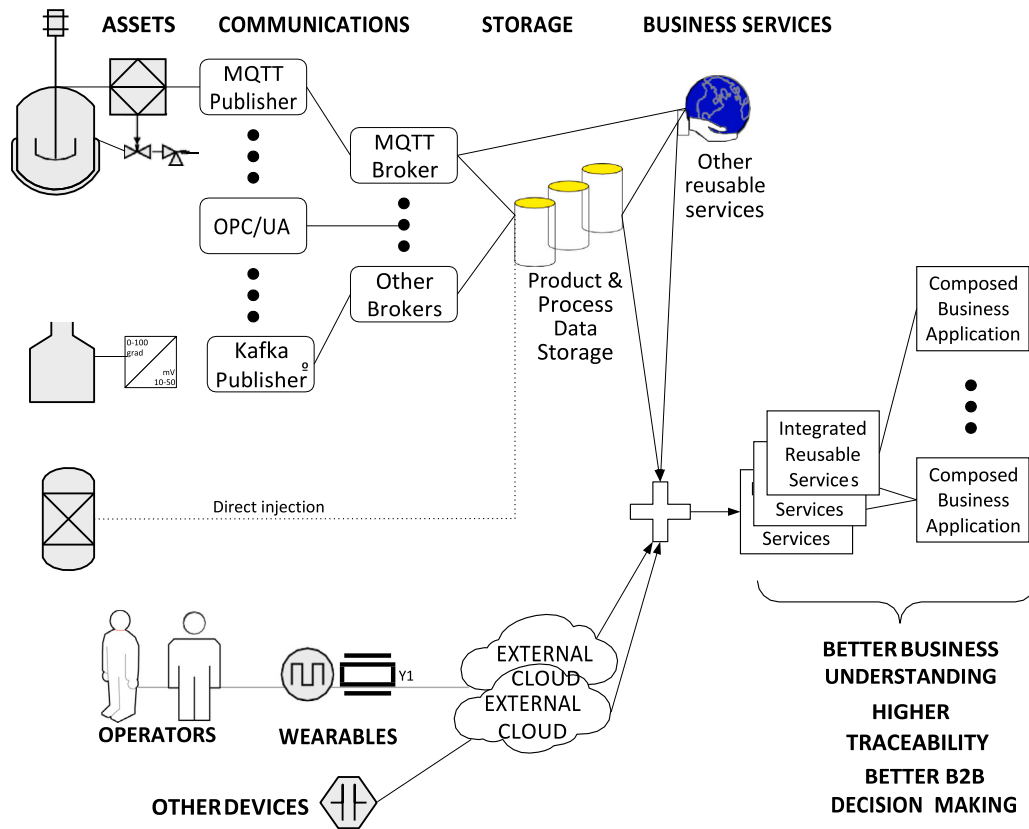 ASSETS
COMMUNICATIONS
STORAGE
BUSINESS SERVICES
MQTT
Publisher
MQTT
Broker
OPC/UA
Other
Brokers
Kafka
Publisher
Other
reusable
services
Product &
Process
Data
Storage
0-100
grad
mV
10-50
Direct injection
Composed
Business
Application
Integrated
Reusable
Services
Services
Services
Composed
Business
Application
EXTERNAL
CLOUD
EXTERNAL
CLOUD
Y1
OPERATORS
WEARABLES
OTHER DEVICES
BETTER BUSINESS
UNDERSTANDING
HIGHER
TRACEABILITY
BETTER B2B
DECISION MAKING